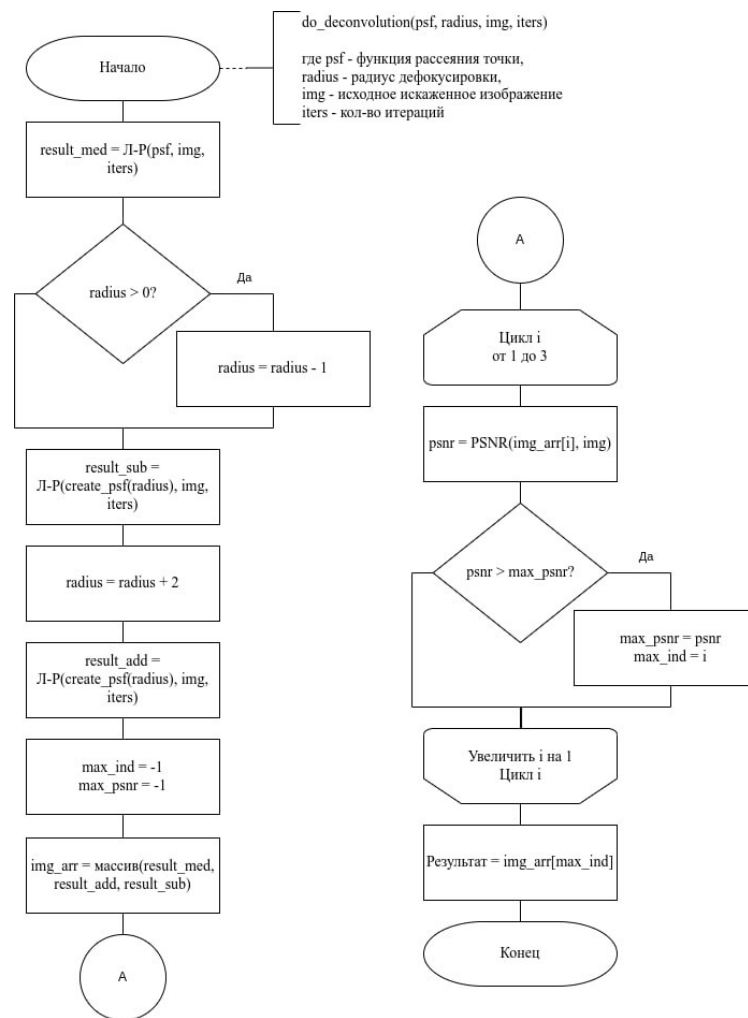 Начало
do_deconvolution(psf, radius, img, iters)
где psf - функция рассеяния точки,
radius - радиус дефокусировки,
img - исходное искаженное изображение
iters - кол-во итераций
result_med = Л-Р(psf, img,
iters)
radius > 0?
Да
radius = radius - 1
result_sub =
Л-Р(create_psf(radius), img,
iters)
radius = radius + 2
result_add =
Л-Р(create_psf(radius), img,
iters)
max_ind = -1
max_psnr = -1
img_arr = массив(result_med,
result_add, result_sub)
А
А
Цикл i
от 1 до 3
psnr = PSNR(img_arr[i], img)
psnr > max_psnr?
Да
max_psnr = psnr
max_ind = i
Увеличить i на 1
Цикл i
Результат = img_arr[max_ind]
Конец